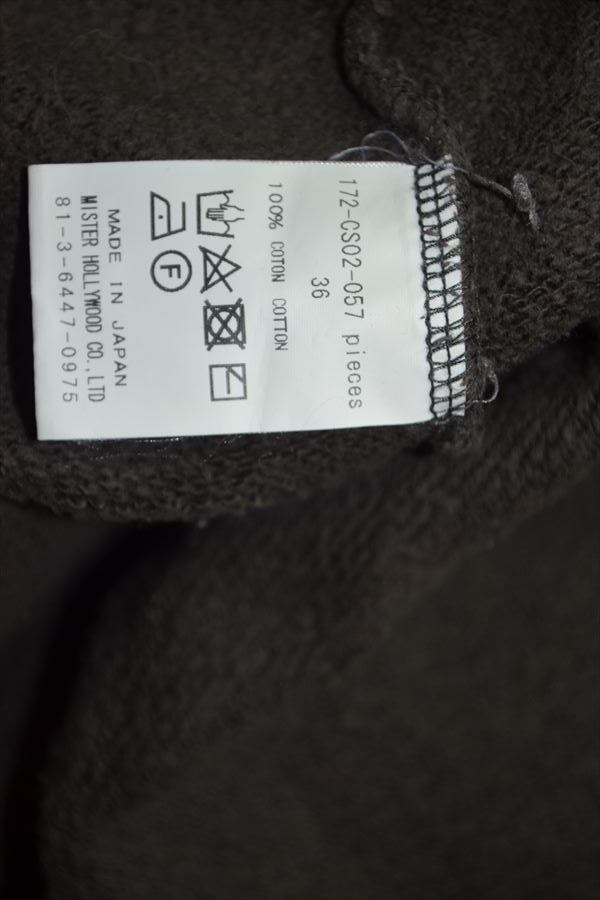 172-CS02-057 pieces
36
100% COTON COTTON
F
MADE IN JAPAN
MISTER HOLLYWOOD CO.,LTD
81-3-6447-0975